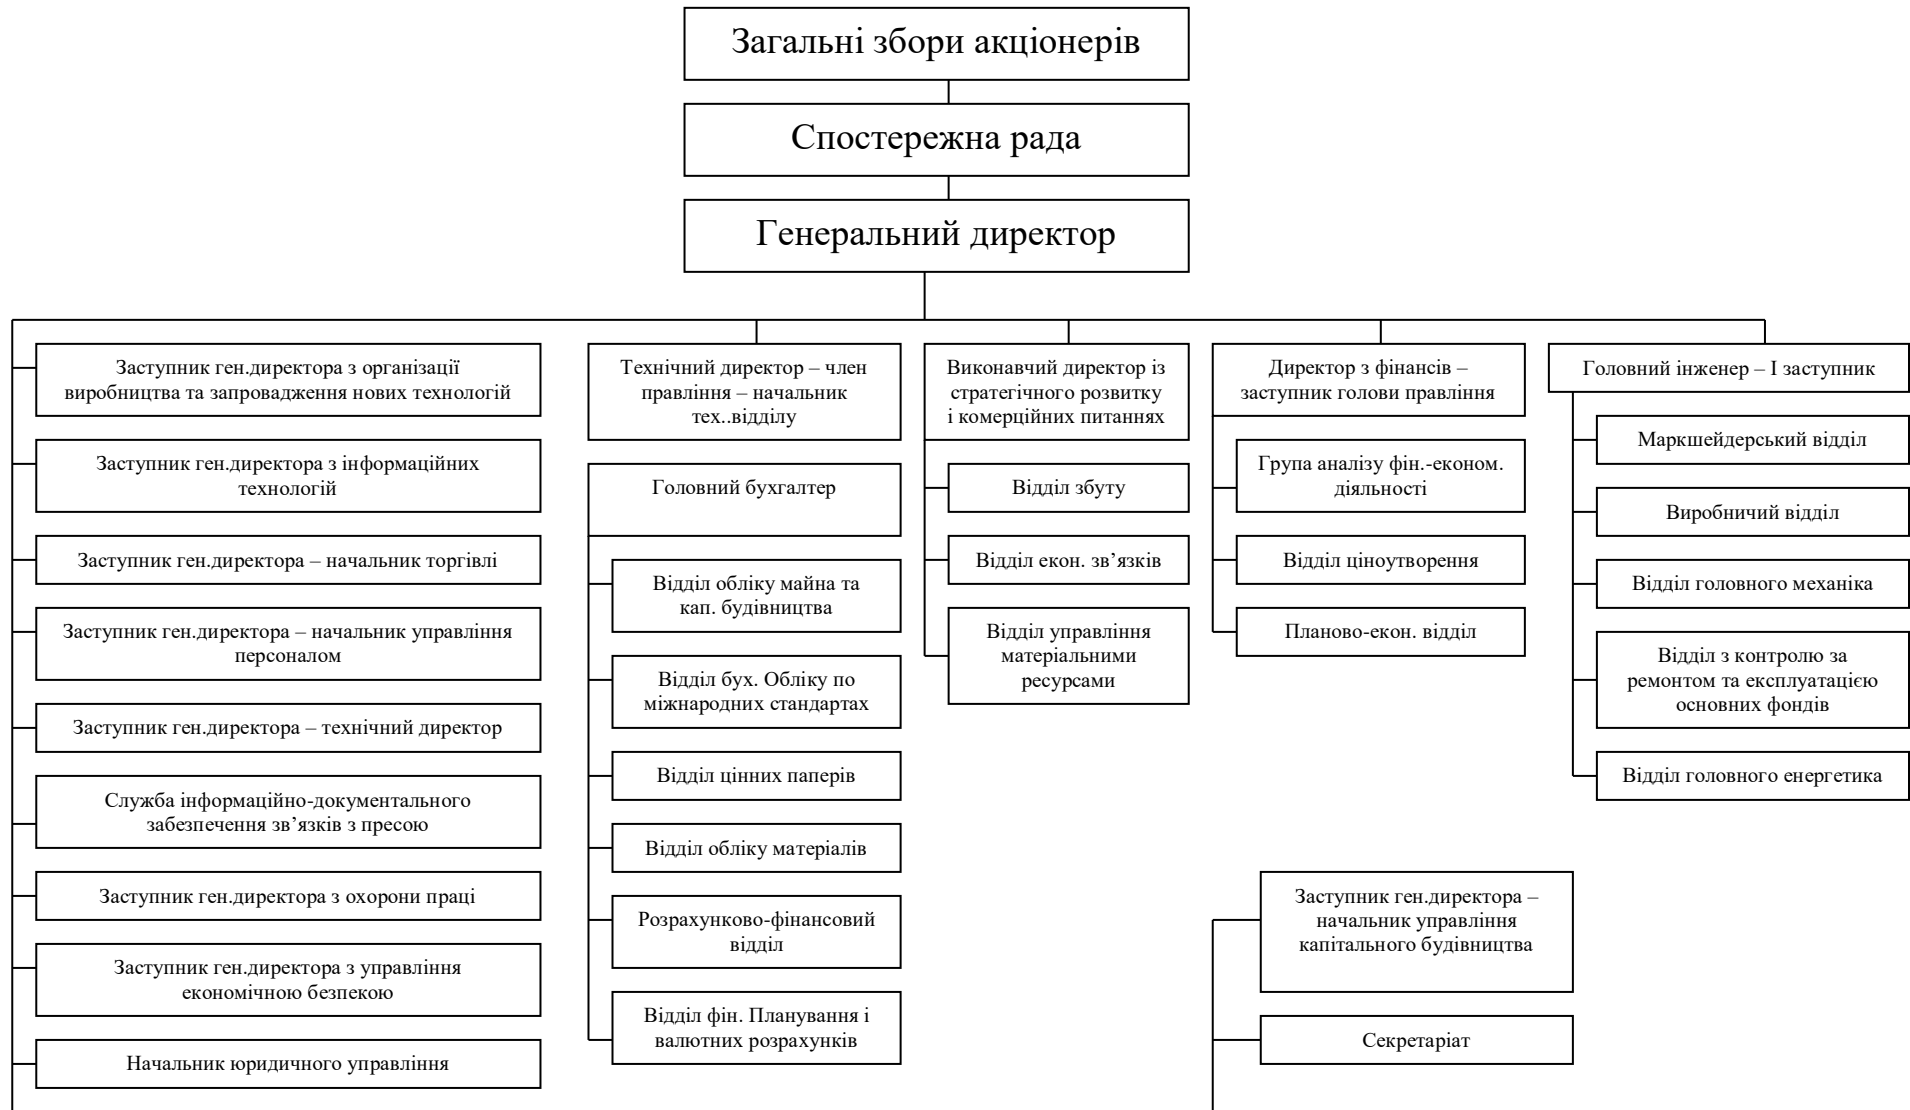 Загальні збори акціонерів
Спостережна рада
Генеральний директор
Заступник ген.директора з організації
виробництва та запровадження нових технологій
Заступник ген.директора з інформаційних
технологій
Заступник ген.директора – начальник торгівлі
Заступник ген.директора – начальник управління
персоналом
Заступник ген.директора – технічний директор
Служба інформаційно-документального
забезпечення зв’язків з пресою
Заступник ген.директора з охорони праці
Заступник ген.директора з управління
економічною безпекою
Начальник юридичного управління
Технічний директор – член
правління – начальник
тех..відділу
Головний бухгалтер
Відділ обліку майна та
кап. будівництва
Відділ бух. Обліку по
міжнародних стандартах
Відділ цінних паперів
Відділ обліку матеріалів
Розрахунково-фінансовий
відділ
Відділ фін. Планування і
валютних розрахунків
Виконавчий директор із
стратегічного розвитку
і комерційних питаннях
Відділ збуту
Відділ екон. зв’язків
Відділ управління
матеріальними
ресурсами
Директор з фінансів –
заступник голови правління
Група аналізу фін.-економ.
діяльності
Відділ ціноутворення
Планово-екон. відділ
Головний інженер – І заступник
Маркшейдерський відділ
Виробничий відділ
Відділ головного механіка
Відділ з контролю за
ремонтом та експлуатацією
основних фондів
Відділ головного енергетика
Заступник ген.директора –
начальник управління
капітального будівництва
Секретаріат